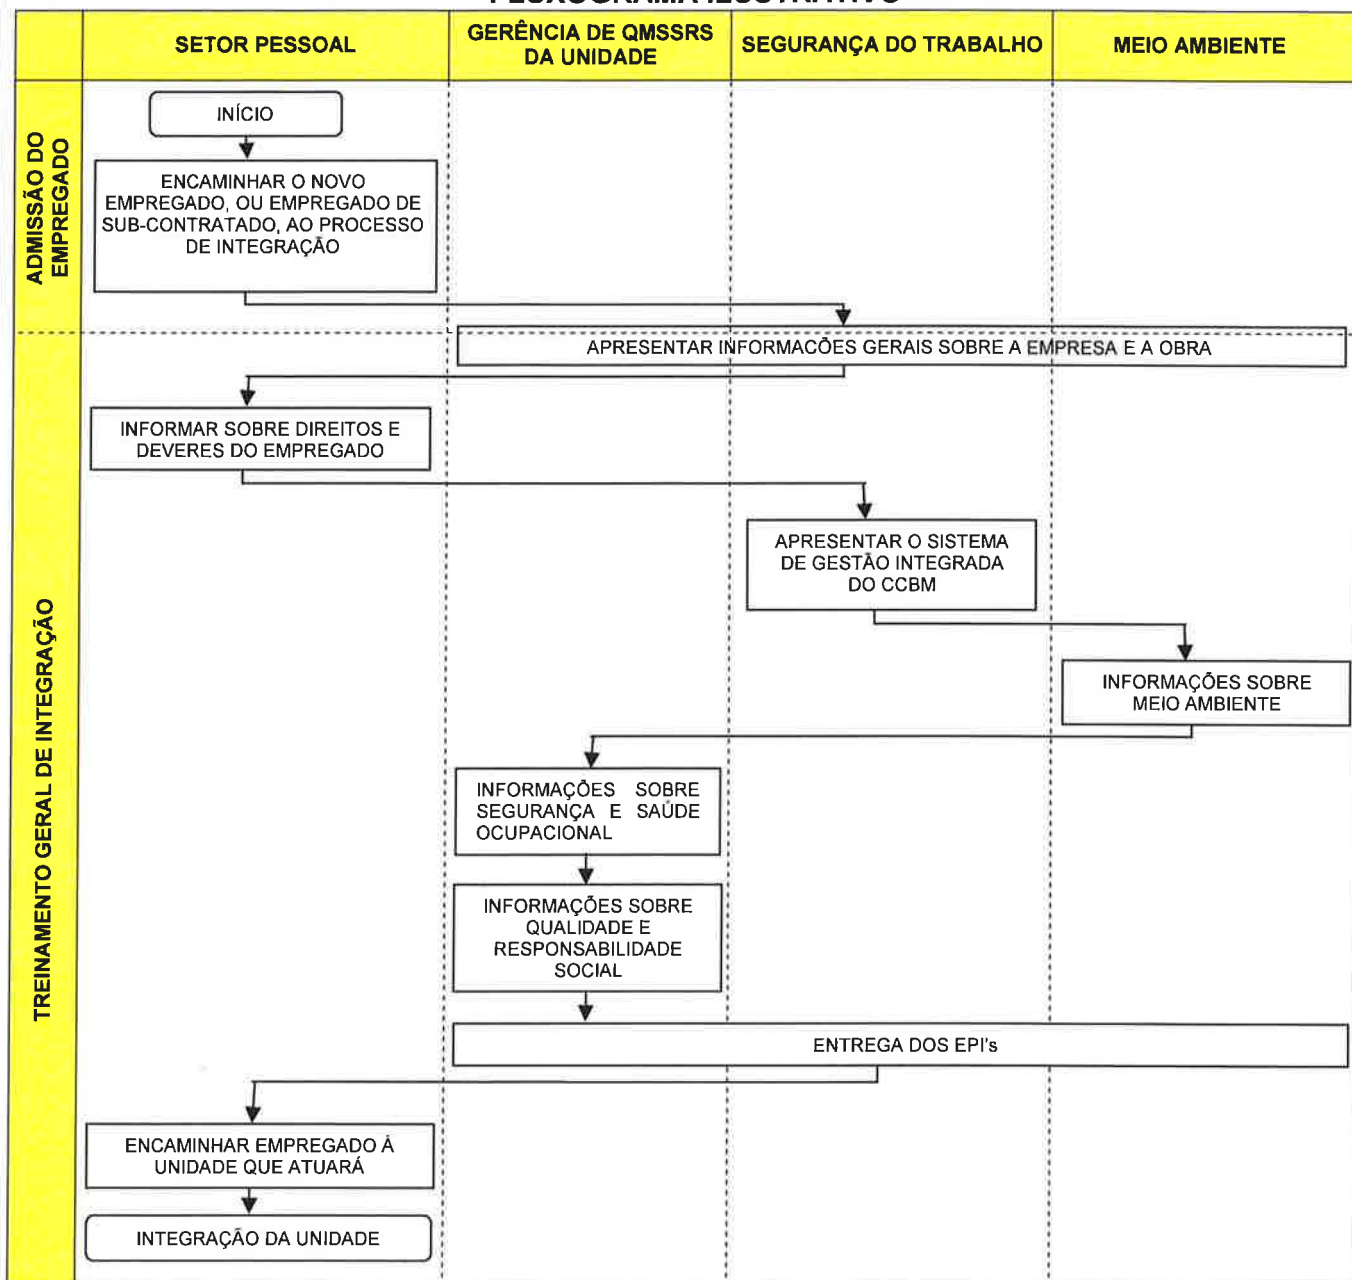 SETOR PESSOAL
GERÊNCIA DE QMSSRS
DA UNIDADE
SEGURANÇA DO TRABALHO
MEIO AMBIENTE
ADMISSÃO DO
EMPREGADO
INÍCIO
ENCAMINHAR O NOVO
EMPREGADO, OU EMPREGADO DE
SUB-CONTRATADO, AO PROCESSO
DE INTEGRAÇÃO
APRESENTAR INFORMACÕES GERAIS SOBRE A EMPRESA E A OBRA
TREINAMENTO GERAL DE INTEGRAÇÃO
INFORMAR SOBRE DIREITOS E
DEVERES DO EMPREGADO
APRESENTAR O SISTEMA
DE GESTÃO INTEGRADA
DO CCBM
INFORMAÇÕES SOBRE
MEIO AMBIENTE
INFORMAÇÕES SOBRE
SEGURANÇA E SAÚDE
OCUPACIONAL
INFORMAÇÕES SOBRE
QUALIDADE E
RESPONSABILIDADE
SOCIAL
ENTREGA DOS EPI's
ENCAMINHAR EMPREGADO À
UNIDADE QUE ATUARÁ
INTEGRAÇÃO DA UNIDADE